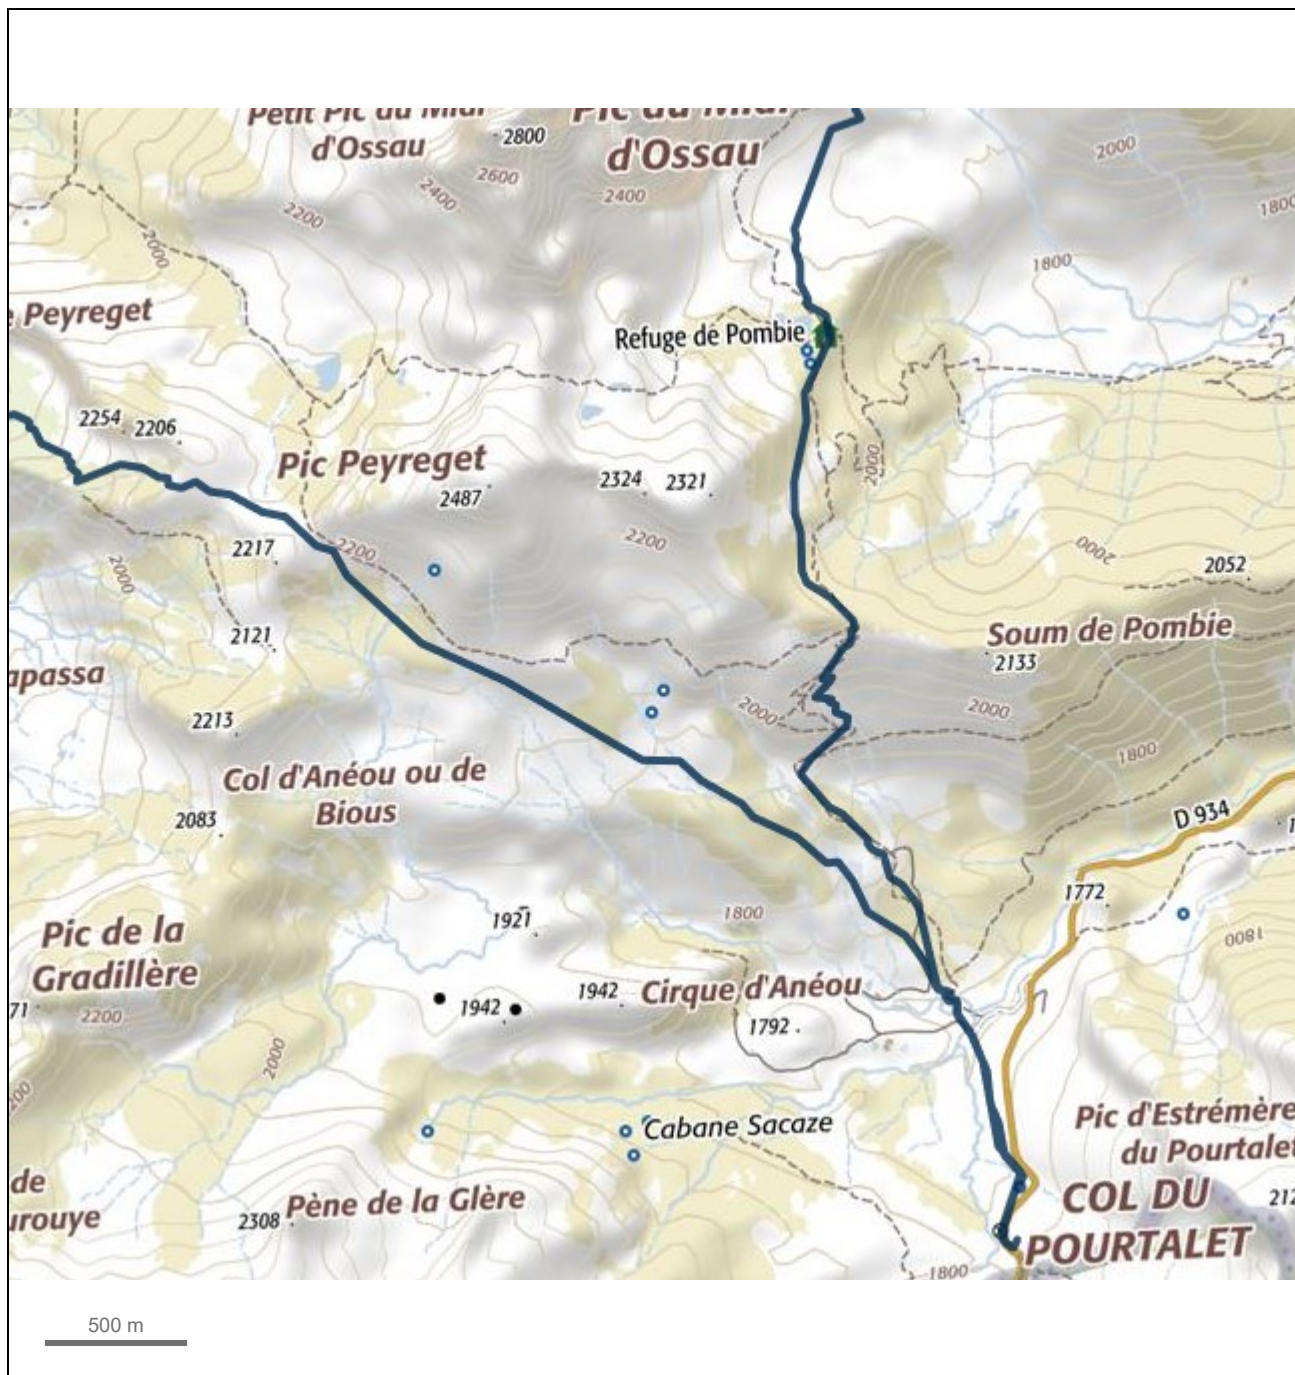 Petit Pic du Midi
d'Ossau
2800
Pic du Midi
d'Ossau
2000
2600
2400
2400
2200
1800
2000
1800
Peyreget
Refuge de Pombie
2254
2206
Pic Peyreget
2487
2324
2321
2000
2217
2200
2200
2000
2052
2000
2121
Soum de Pombie
2133
apassa
2213
2000
2000
1800
Col d'Anéou ou de
Bious
2083
D 934
1772
1921
1800
1800
Pic de la
Gradillère
71
2200
1942
1942
Cirque d'Anéou
1792
2000
200
Cabane Sacaze
Pic d'Estrémère
du Pourtalet
de
urouye
2308
Pène de la Glère
COL DU
POURTALET
212
1800
500 m